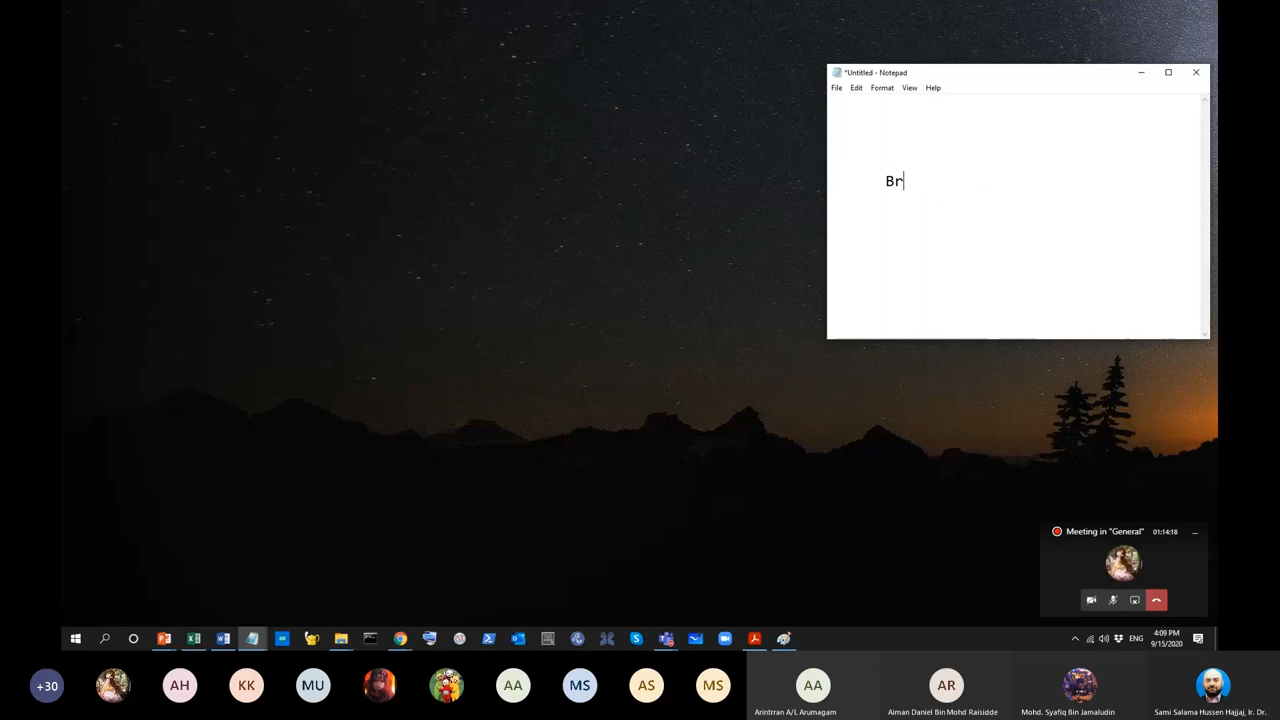 *Untitled - Notepad
File Edit Format View Help
Br
Meeting in "General" 01:14:18
ENG
4:09 PM
9/15/2020
+30
AH
KK
MU
AA
MS
AS
MS
AA
AR
Arintrran A/L Arumagam
Aiman Daniel Bin Mohd Raisidde
Mohd. Syafiq Bin Jamaludin
Sami Salama Hussen Hajjaj, Ir. Dr.